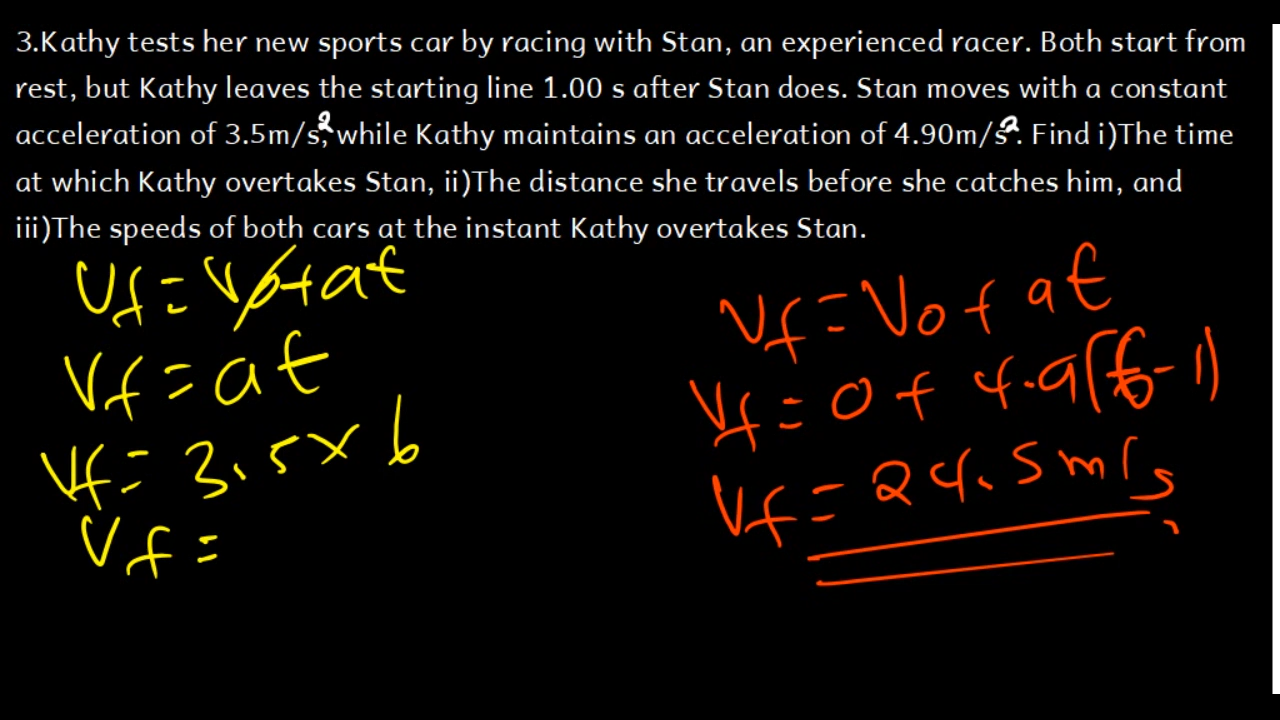 3.Kathy tests her new sports car by racing with Stan, an experienced racer. Both start from
rest, but Kathy leaves the starting line 1.00 s after Stan does. Stan moves with a constant
acceleration of 3.5m/s², while Kathy maintains an acceleration of 4.90m/s². Find i)The time
at which Kathy overtakes Stan, ii)The distance she travels before she catches him, and
iii)The speeds of both cars at the instant Kathy overtakes Stan.
Vf = V0 + at
Vf = at
Vf = 3.5 x 6
Vf =
Vf = V0 + at
Vf = 0 + 4.9(6 - 1)
Vf = 24.5 m/s,